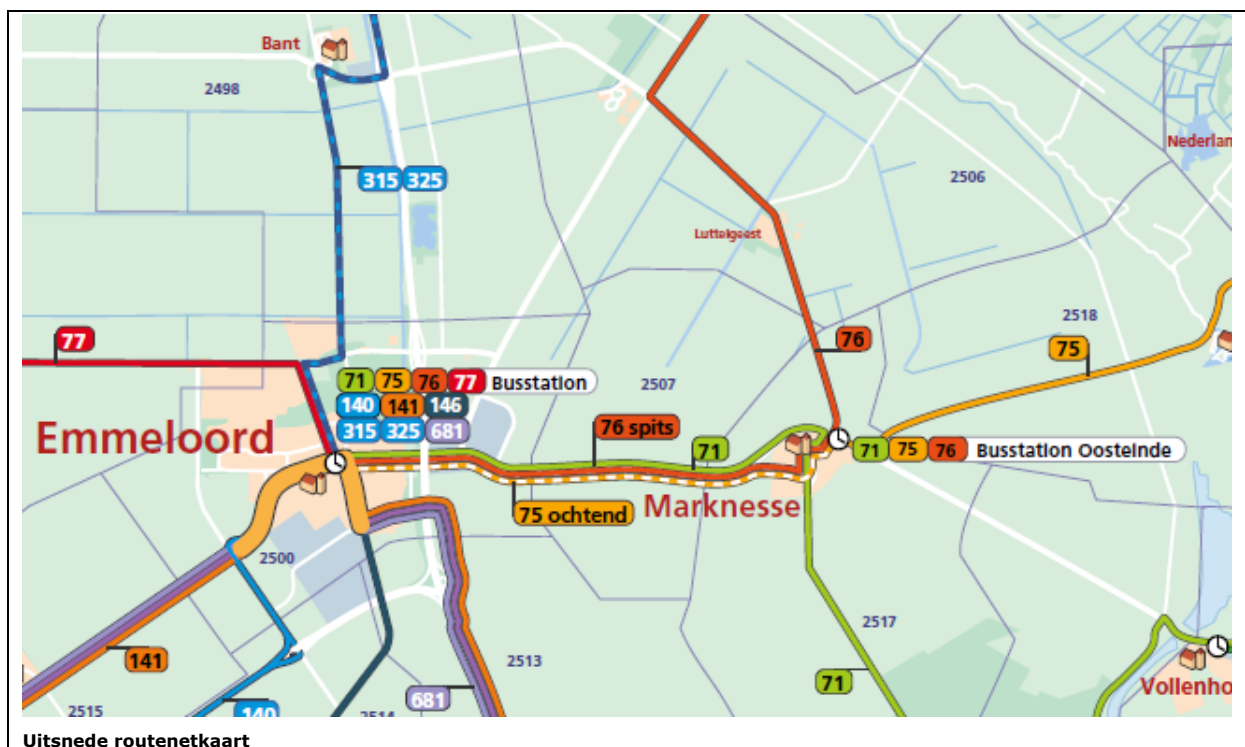 Bant
2498
315 325
Nederlan
2506
Luttelgeest
2518
77
76
75
71 75 76 77 Busstation
2507
140 141 146
315 325 681
Emmeloord
76 spits
71
71 75 76 Busstation Oosteinde
75 ochtend
Marknesse
2500
2517
141
2513
71
681
Vollenho
2515
140
2514
Uitsnede routenetkaart